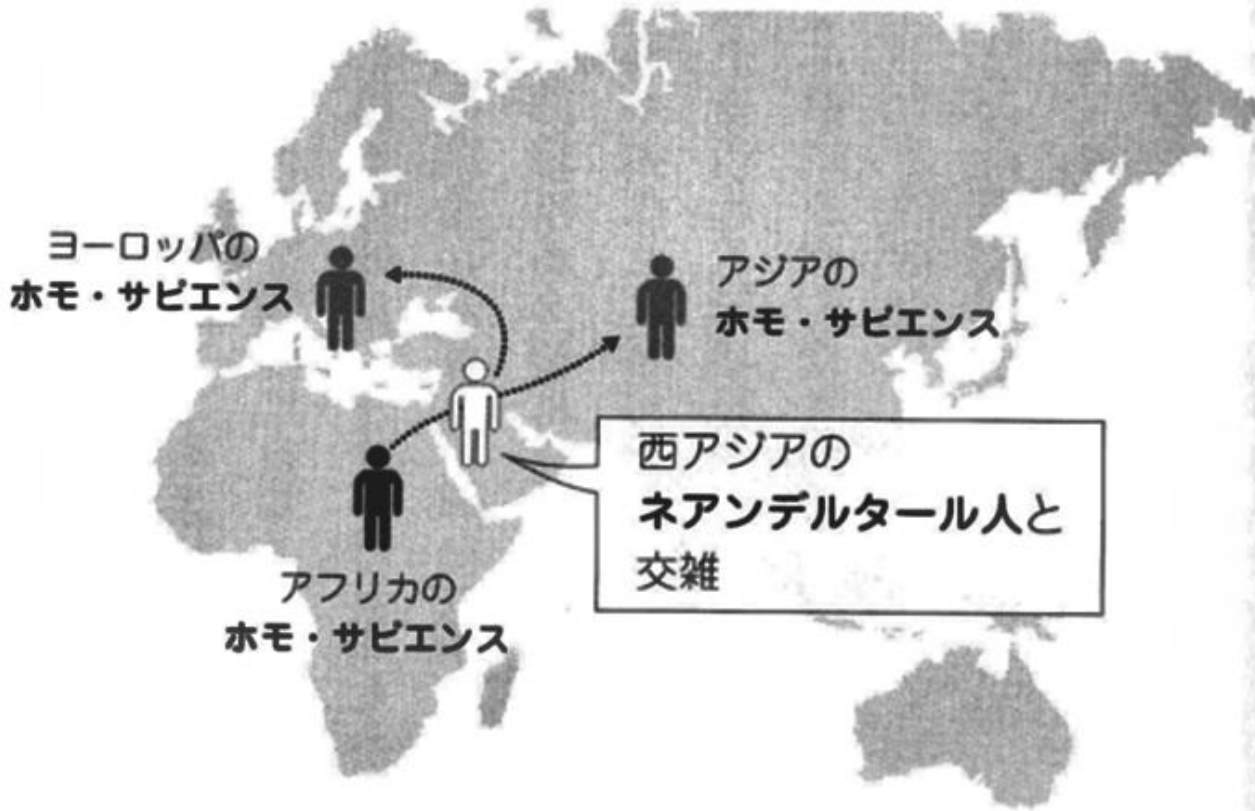 ヨーロッパの
ホモ・サピエンス
アジアの
ホモ・サピエンス
西アジアの
ネアンデルタール人と
交雑
アフリカの
ホモ・サピエンス